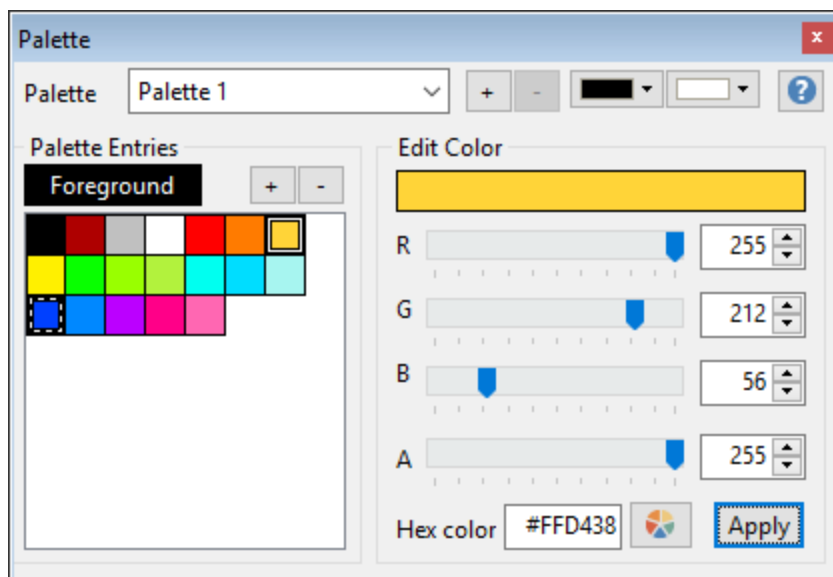 Palette x
Palette Palette 1 + - ?
Palette Entries
Foreground + -
Edit Color
R 255
G 212
B 56
A 255
Hex color #FFD438 Apply